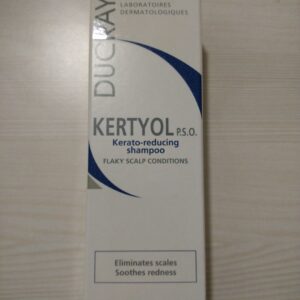 DUCRAY
LABORATOIRES
DERMATOLOGIQUES
KERTYOL P.S.O.
Kerato-reducing
shampoo
FLAKY SCALP CONDITIONS
Eliminates scales
Soothes redness